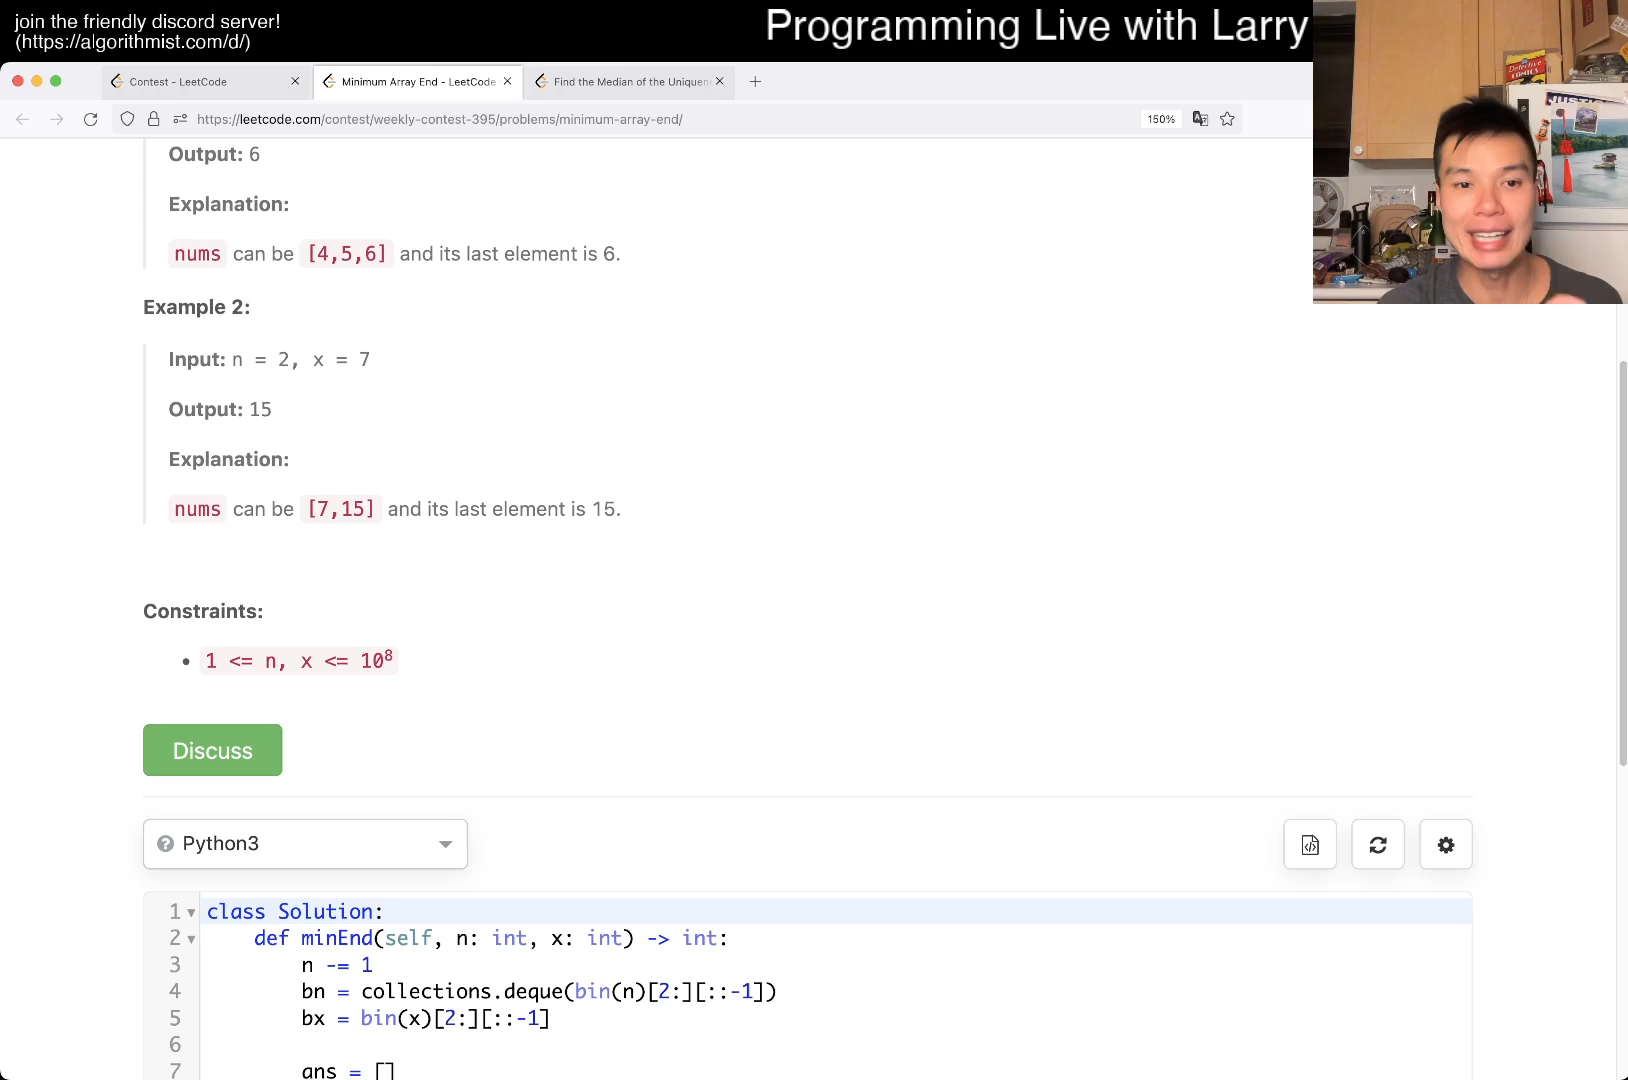 join the friendly discord server!
(https://algorithmist.com/d/)
Programming Live with Larry
Contest - LeetCode
Minimum Array End - LeetCode
Find the Median of the Uniquen
https://leetcode.com/contest/weekly-contest-395/problems/minimum-array-end/
150%
Output: 6
Explanation:
nums can be [4,5,6] and its last element is 6.
Example 2:
Input: n = 2, x = 7
Output: 15
Explanation:
nums can be [7,15] and its last element is 15.
Constraints:
1 <= n, x <= 10⁸
Discuss
Python3
1 class Solution:
2 def minEnd(self, n: int, x: int) -> int:
3 n -= 1
4 bn = collections.deque(bin(n)[2:][::-1])
5 bx = bin(x)[2:][::-1]
6
7 ans = []